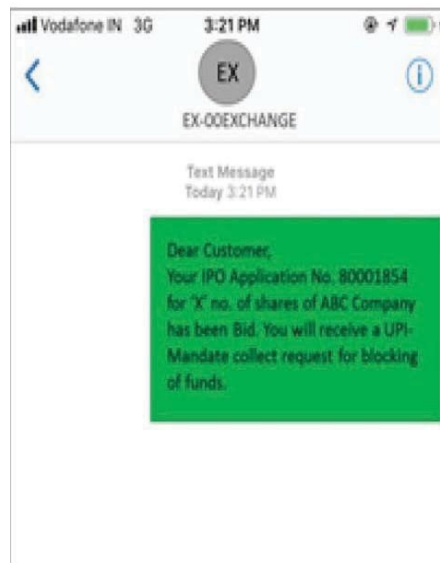 Vodafone IN 3G 3:21 PM
EX
EX-OOEXCHANGE
Text Message
Today 3:21 PM
Dear Customer,
Your IPO Application No. 80001854
for 'X' no. of shares of ABC Company
has been Bid. You will receive a UPI-
Mandate collect request for blocking
of funds.